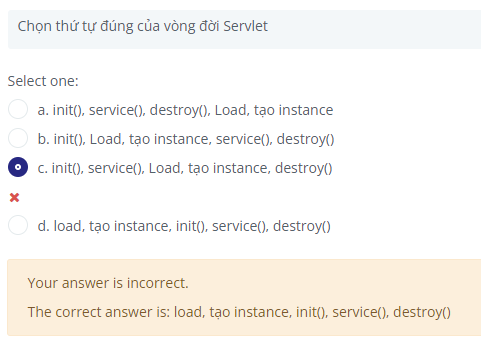 Chọn thứ tự đúng của vòng đời Servlet
Select one:
a. init(), service(), destroy(), Load, tạo instance
b. init(), Load, tạo instance, service(), destroy()
c. init(), service(), Load, tạo instance, destroy()
d. load, tạo instance, init(), service(), destroy()
Your answer is incorrect.
The correct answer is: load, tạo instance, init(), service(), destroy()